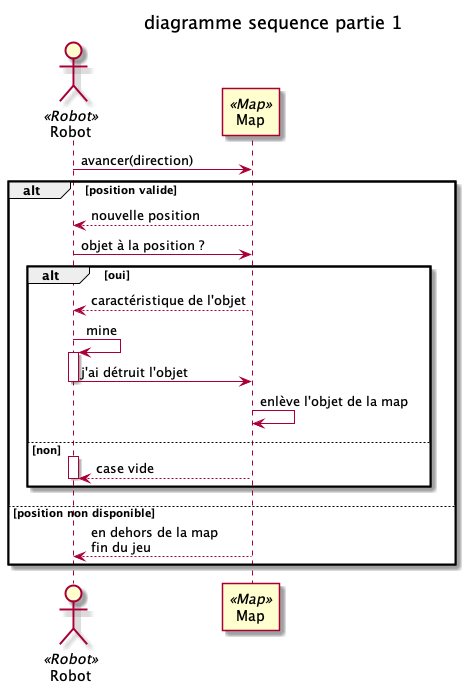 diagramme sequence partie 1
«Robot»
Robot
«Map»
Map
avancer(direction)
alt
[position valide]
nouvelle position
objet à la position ?
alt
[oui]
caractéristique de l'objet
mine
j'ai détruit l'objet
enlève l'objet de la map
[non]
case vide
[position non disponible]
en dehors de la map
fin du jeu
«Robot»
Robot
«Map»
Map